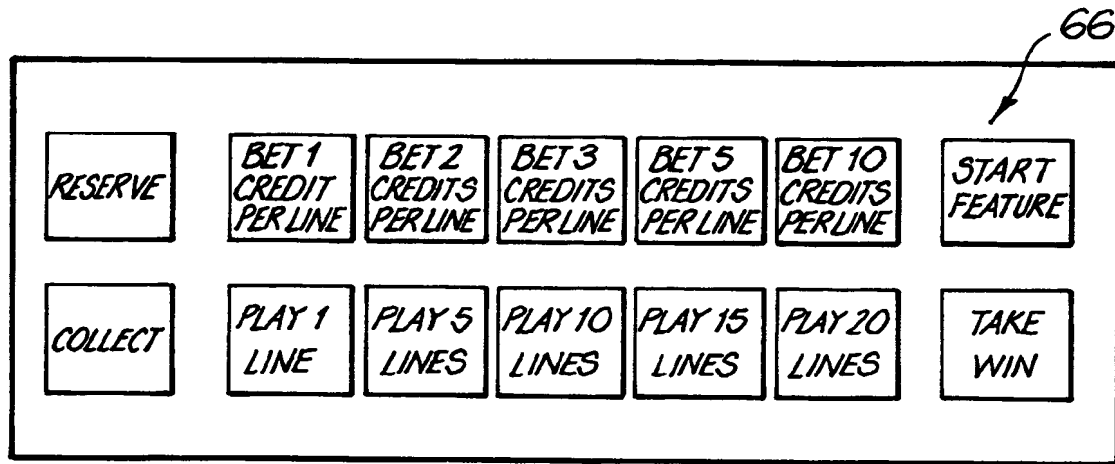 66
RESERVE
BET 1
CREDIT
PER LINE
BET 2
CREDITS
PER LINE
BET 3
CREDITS
PER LINE
BET 5
CREDITS
PER LINE
BET 10
CREDITS
PER LINE
START
FEATURE
COLLECT
PLAY 1
LINE
PLAY 5
LINES
PLAY 10
LINES
PLAY 15
LINES
PLAY 20
LINES
TAKE
WIN